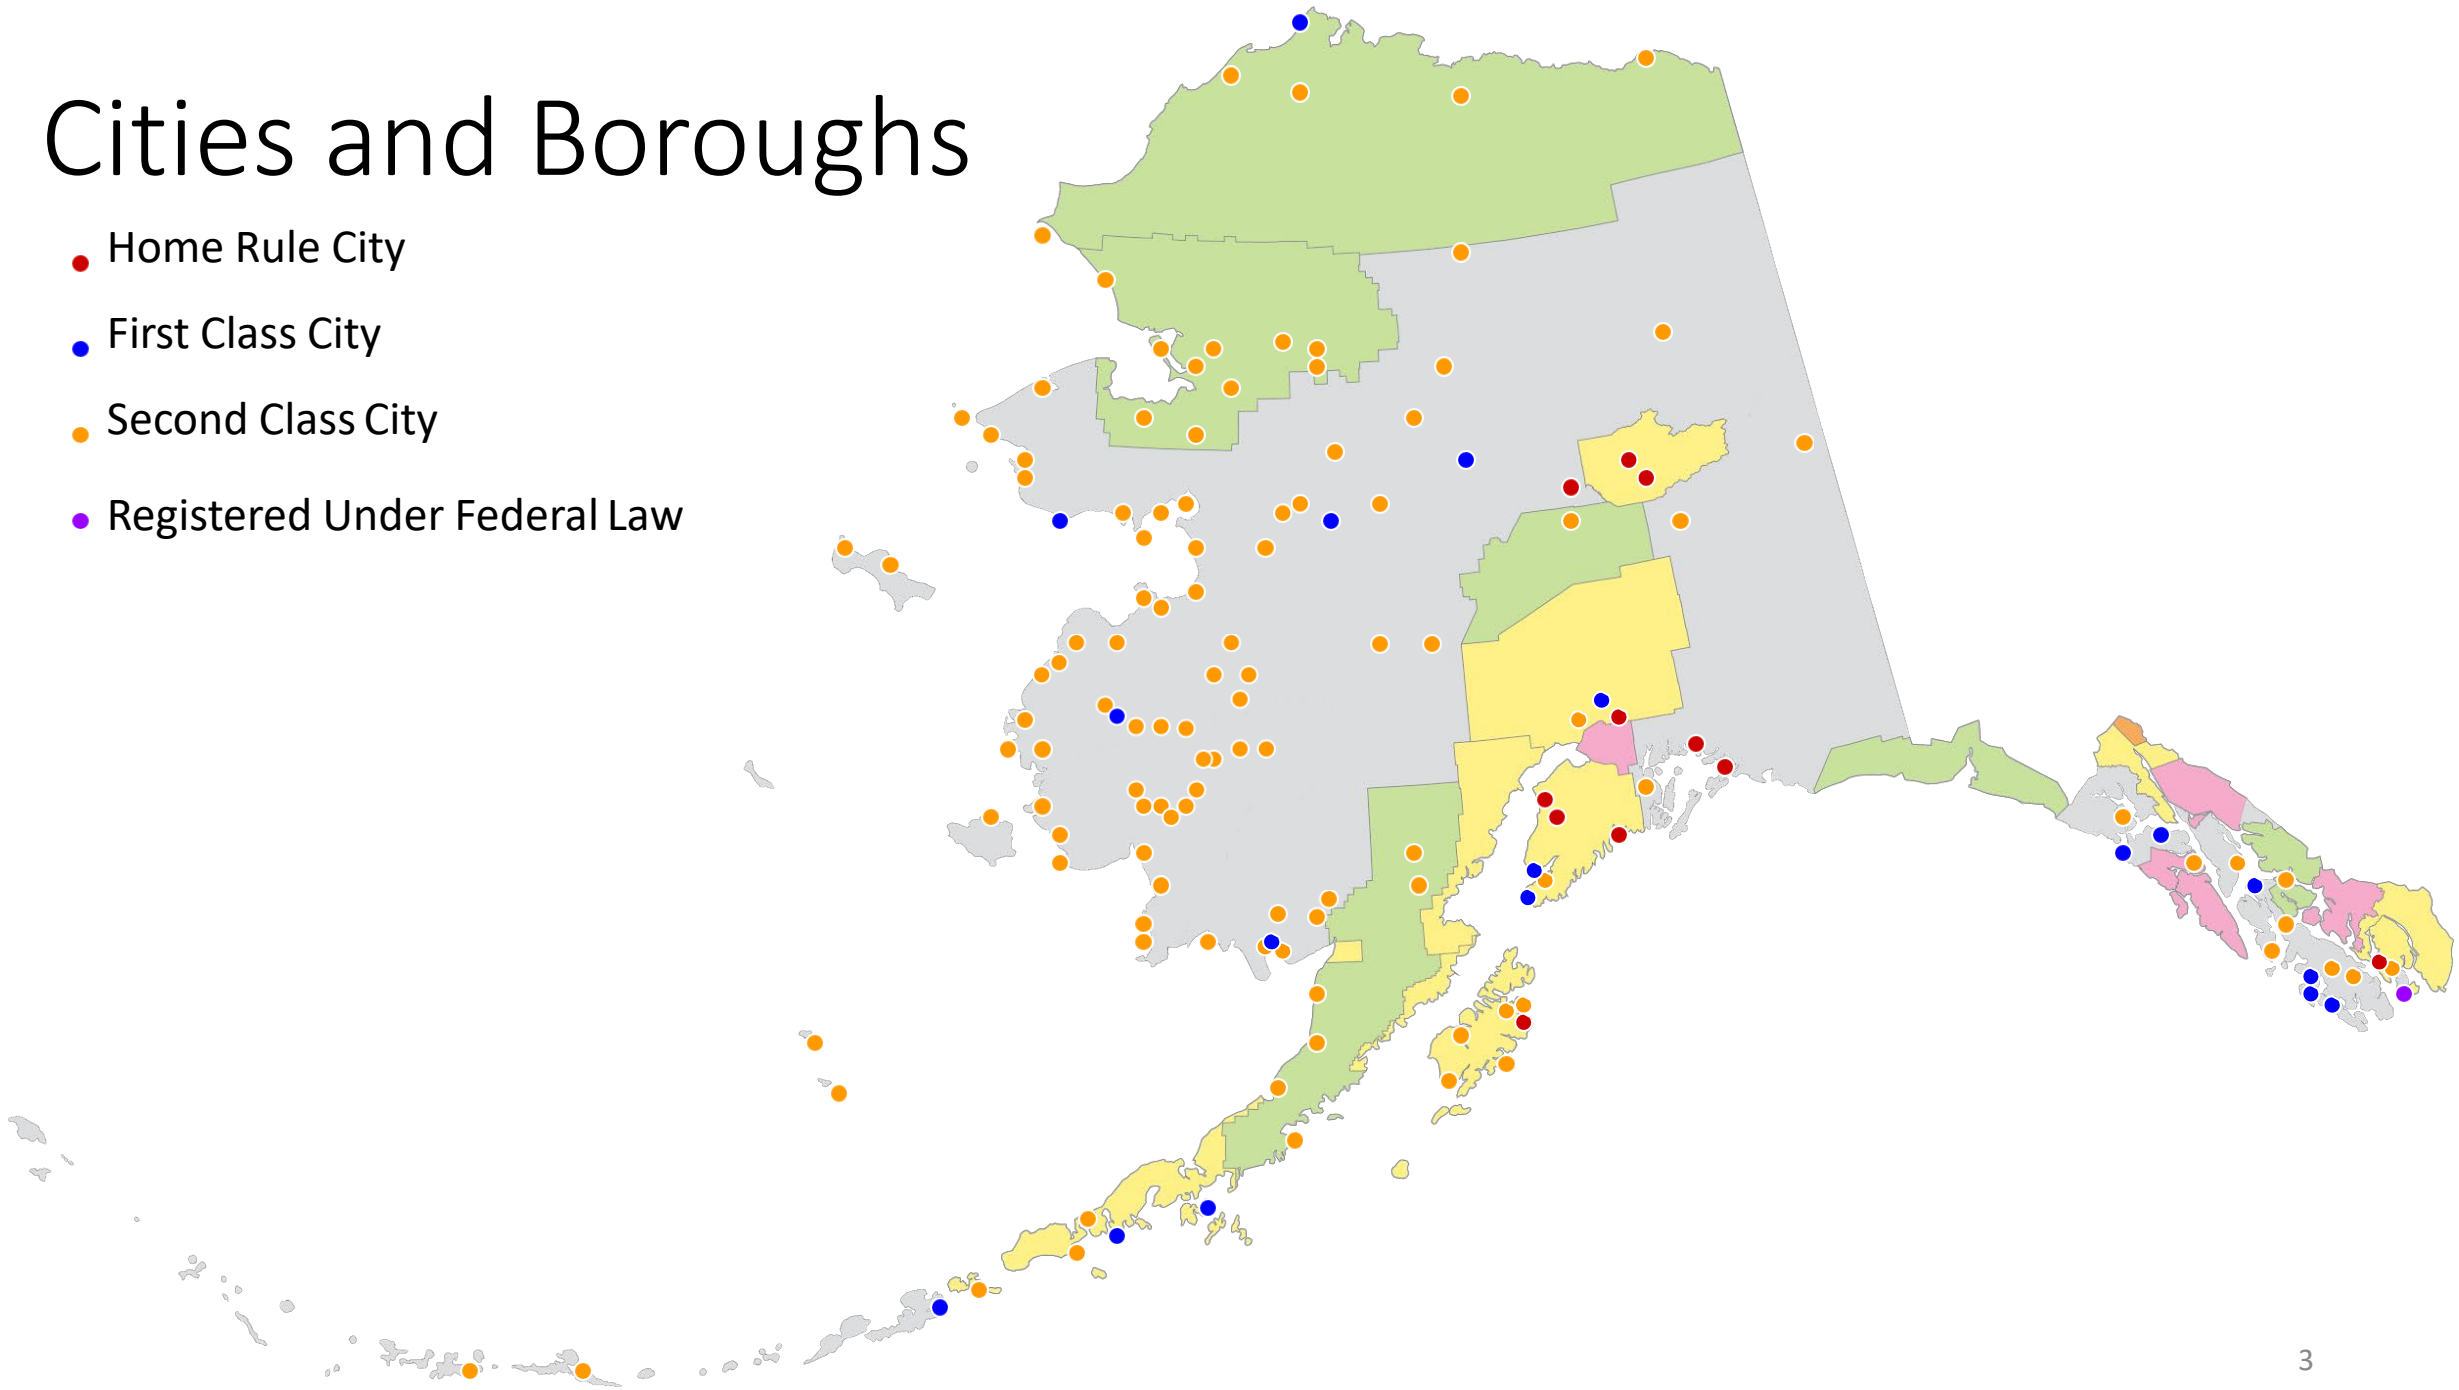 Cities and Boroughs
Home Rule City
First Class City
Second Class City
Registered Under Federal Law
3